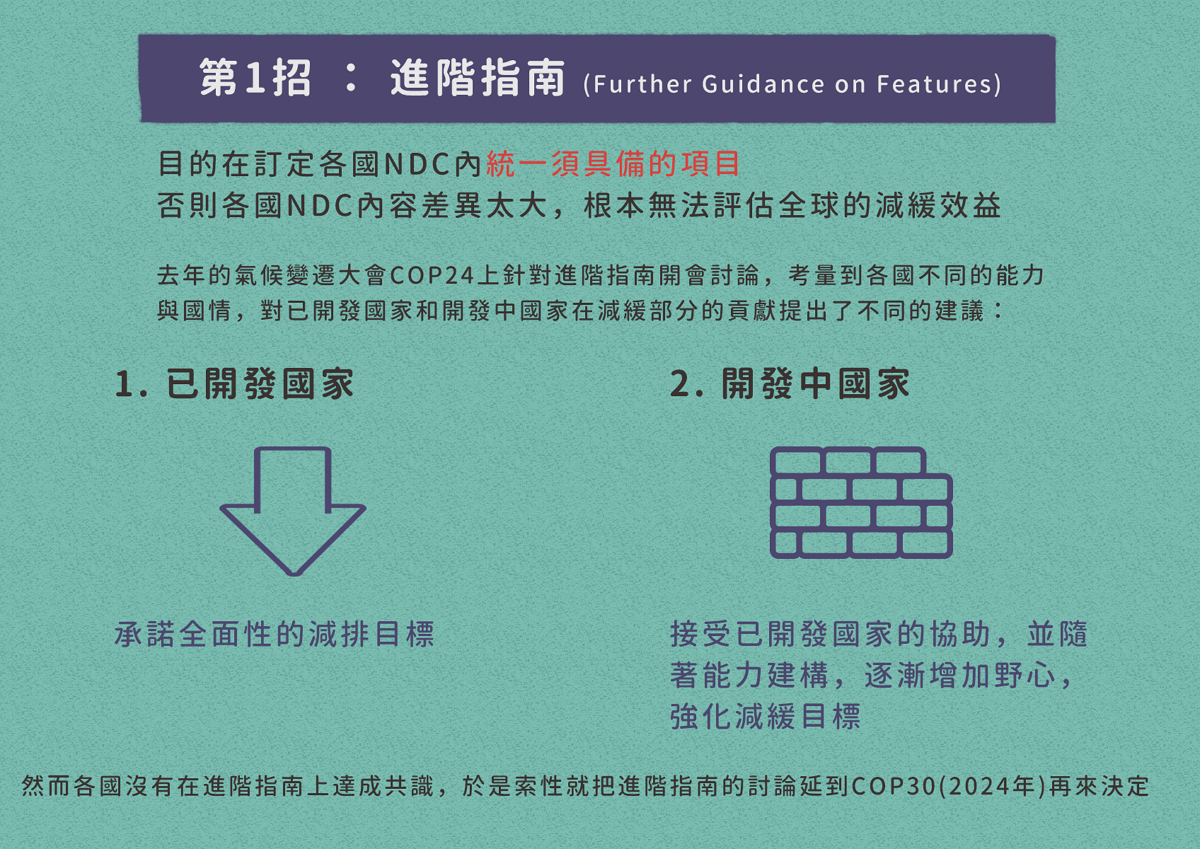 第1招 : 進階指南 (Further Guidance on Features)
目的在訂定各國NDC內統一須具備的項目
否則各國NDC內容差異太大，根本無法評估全球的減緩效益
去年的氣候變遷大會COP24上針對進階指南開會討論，考量到各國不同的能力
與國情，對已開發國家和開發中國家在減緩部分的貢獻提出了不同的建議：
1. 已開發國家
承諾全面性的減排目標
2. 開發中國家
接受已開發國家的協助，並隨
著能力建構，逐漸增加野心，
強化減緩目標
然而各國沒有在進階指南上達成共識，於是索性就把進階指南的討論延到COP30(2024年)再來決定